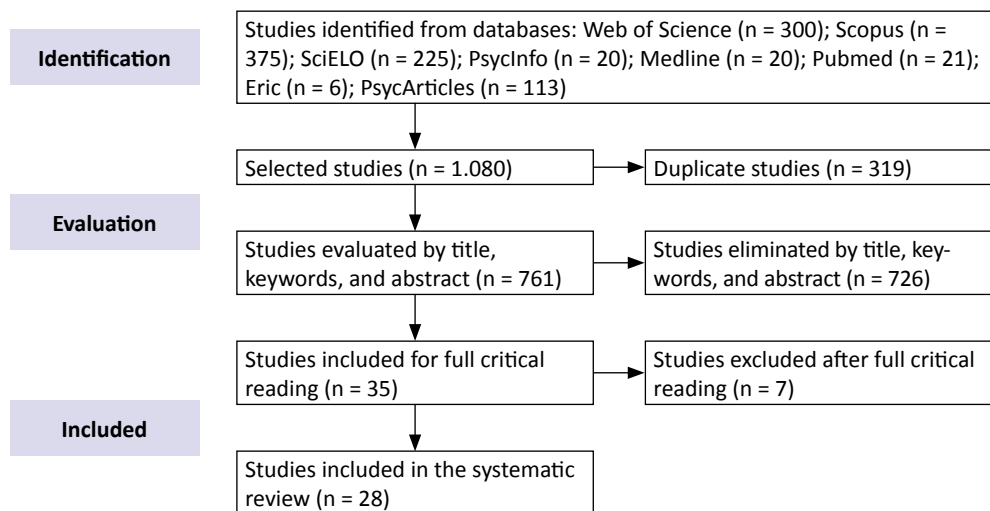 Identification
Studies identified from databases: Web of Science (n = 300); Scopus (n =
375); SciELO (n = 225); PsycInfo (n = 20); Medline (n = 20); Pubmed (n = 21);
Eric (n = 6); PsycArticles (n = 113)
Selected studies (n = 1.080)
Duplicate studies (n = 319)
Evaluation
Studies evaluated by title,
keywords, and abstract (n = 761)
Studies eliminated by title, key-
words, and abstract (n = 726)
Studies included for full critical
reading (n = 35)
Studies excluded after full critical
reading (n = 7)
Included
Studies included in the systematic
review (n = 28)